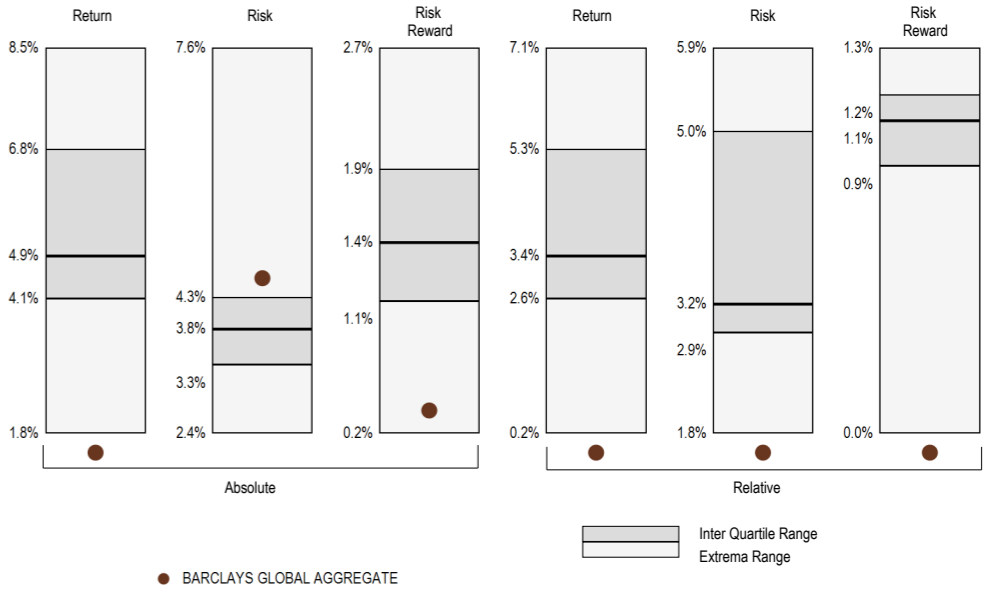 Return
Risk
Risk
Reward
Return
Risk
Risk
Reward
8.5%
7.6%
2.7%
7.1%
5.9%
1.3%
6.8%
1.9%
5.3%
5.0%
1.2%
1.1%
0.9%
4.9%
4.3%
1.4%
3.4%
3.2%
4.1%
3.8%
1.1%
2.6%
2.9%
3.3%
1.8%
2.4%
0.2%
0.2%
1.8%
0.0%
Absolute
Relative
Inter Quartile Range
Extrema Range
BARCLAYS GLOBAL AGGREGATE